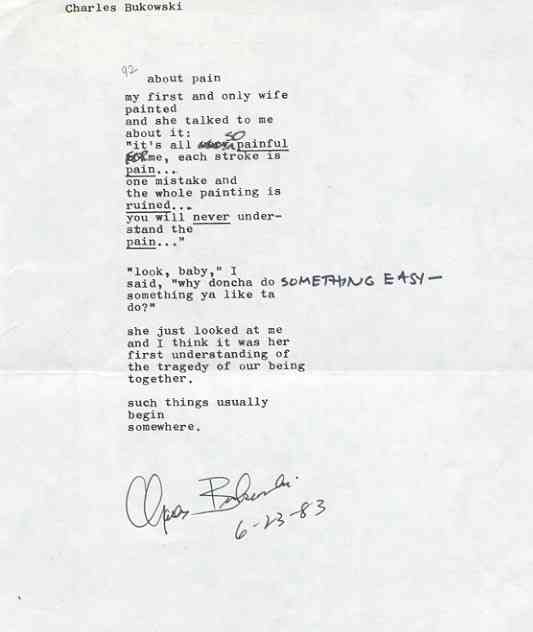 Charles Bukowski
92
about pain
my first and only wife
painted
and she talked to me
about it:
"it's all SO painful
FOR me, each stroke is
pain...
one mistake and
the whole painting is
ruined...
you will never under-
stand the
pain..."
"look, baby," I
said, "why doncha do SOMETHING EASY—
something ya like ta
do?"
she just looked at me
and I think it was her
first understanding of
the tragedy of our being
together.
such things usually
begin
somewhere.
Charles Bukowski
6-23-83